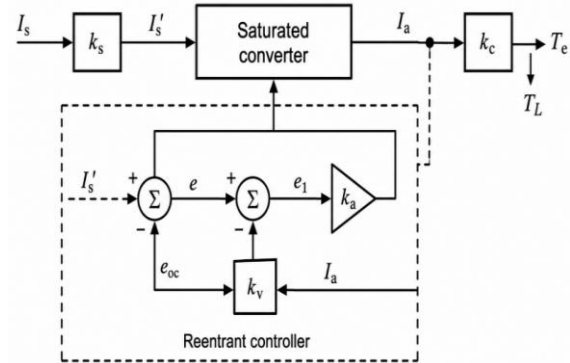 I_s
k_s
I_s′
Saturated
converter
I_a
k_c
T_e
T_L
I_s′
+
Σ
−
e
+
Σ
−
e_1
k_a
e_oc
k_v
I_a
Reentrant controller